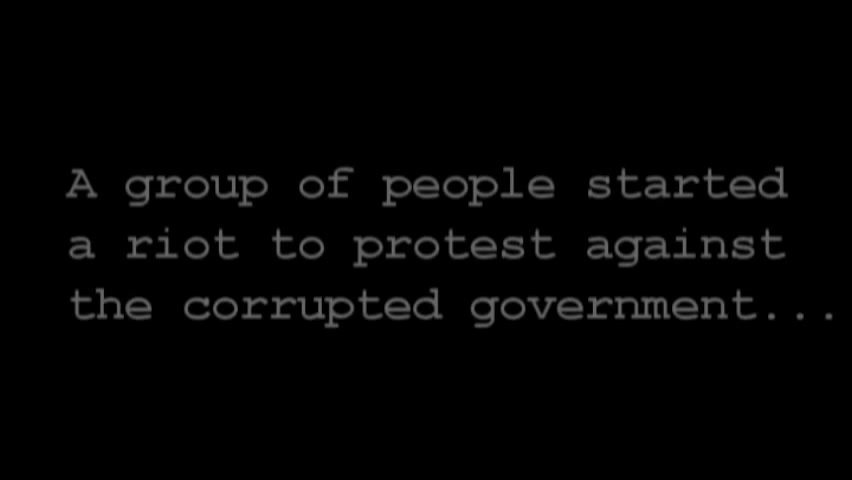 A group of people started
a riot to protest against
the corrupted government...